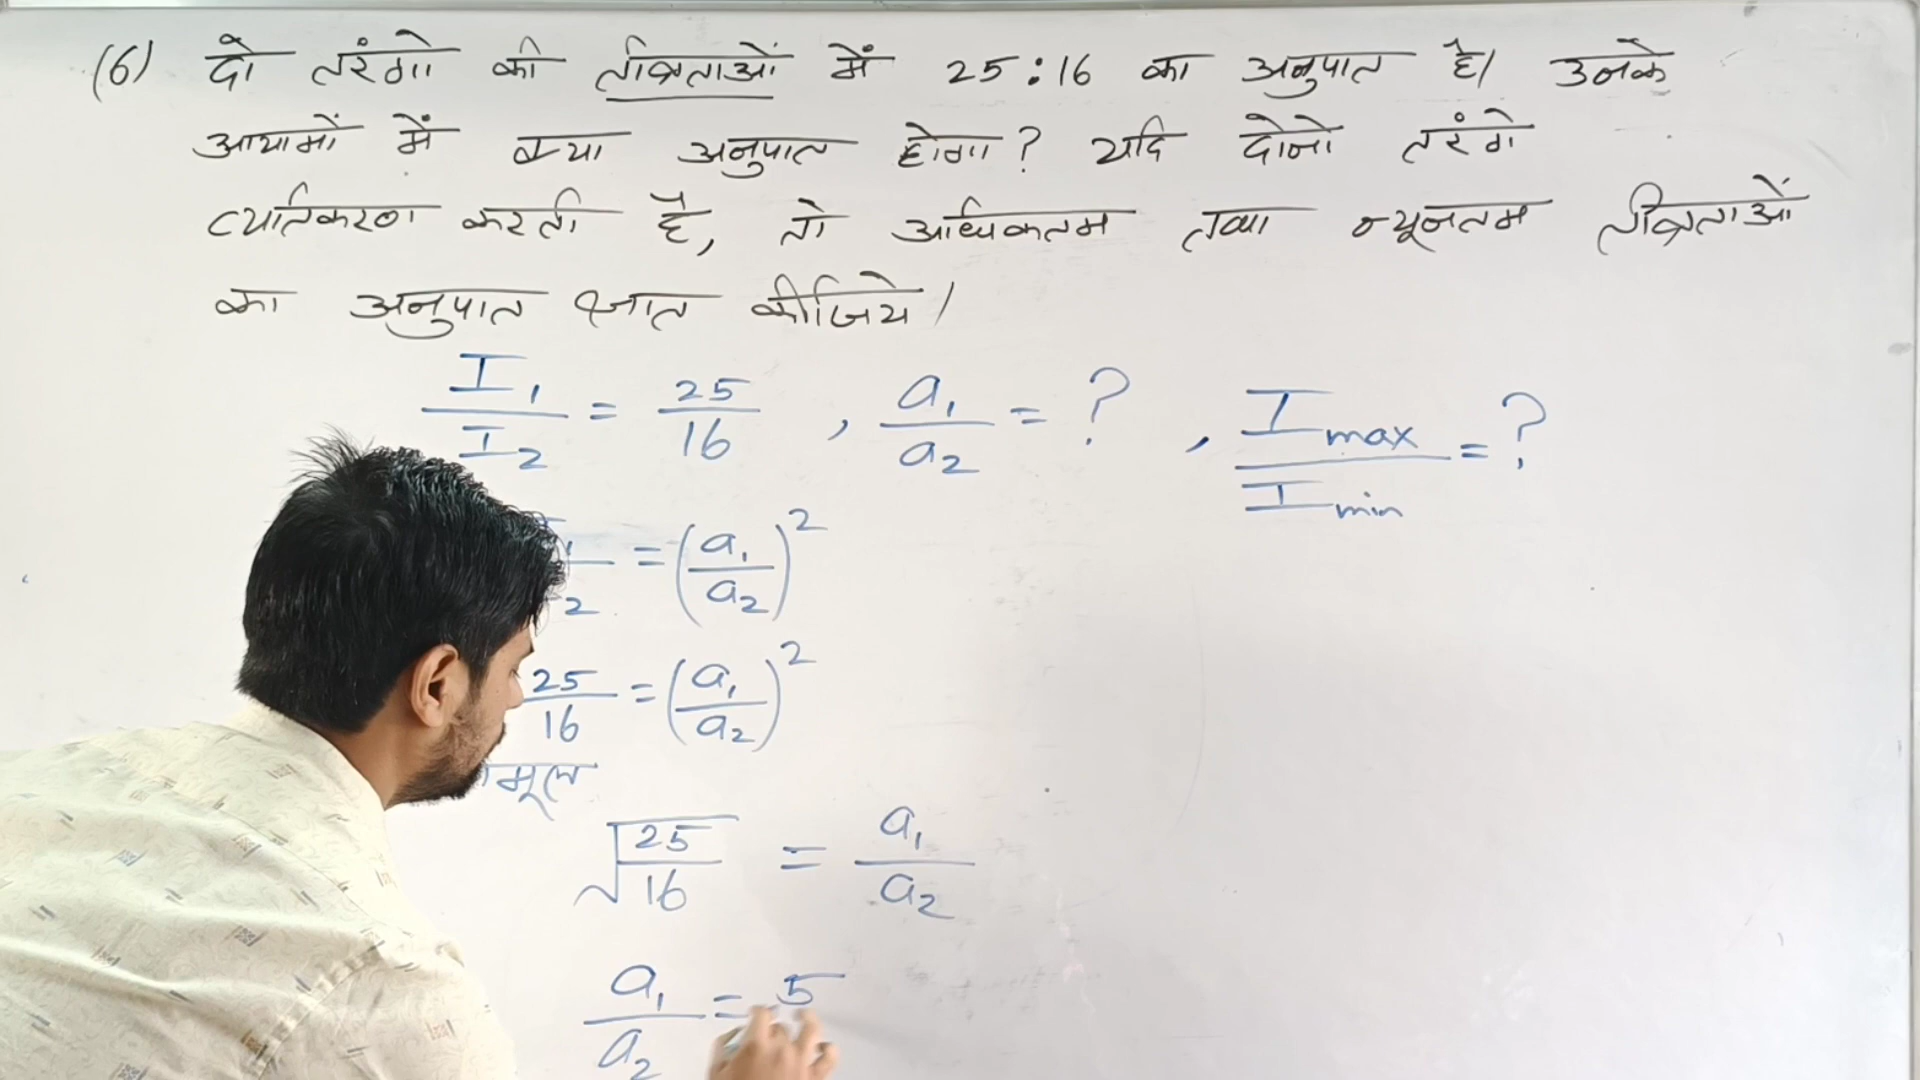 (6) दो तरंगो की तीव्रताओं में 25:16 का अनुपात है। उनके
आयामों में क्या अनुपात होगा? यदि दोनो तरंगे
व्यतिकरण करती है, तो अधिकतम तथा न्यूनतम तीव्रताओं
का अनुपात ज्ञात कीजिये।
I₁/I₂ = 25/16 , a₁/a₂ = ? , Imax/Imin = ?
= (a₁/a₂)²
25/16 = (a₁/a₂)²
मूल
√(25/16) = a₁/a₂
a₁/a₂ = 5